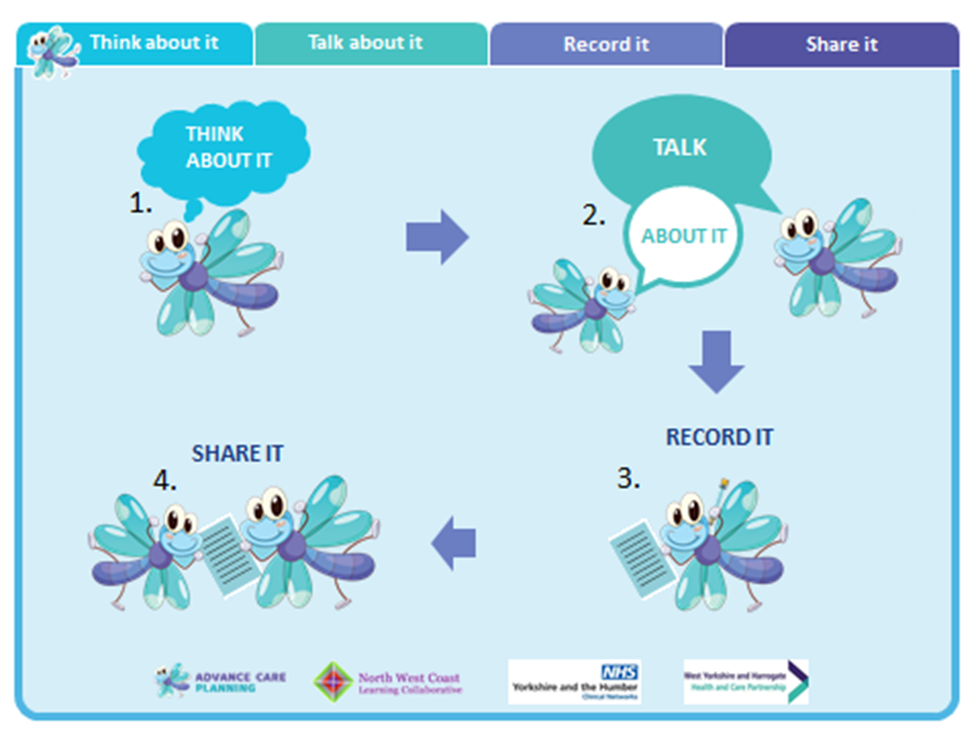 Think about it
Talk about it
Record it
Share it
THINK
ABOUT IT
1.
TALK
2.
ABOUT IT
RECORD IT
3.
SHARE IT
4.
ADVANCE CARE
PLANNING
North West Coast
Learning Collaborative
NHS
Yorkshire and the Humber
Clinical Networks
West Yorkshire and Harrogate
Health and Care Partnership